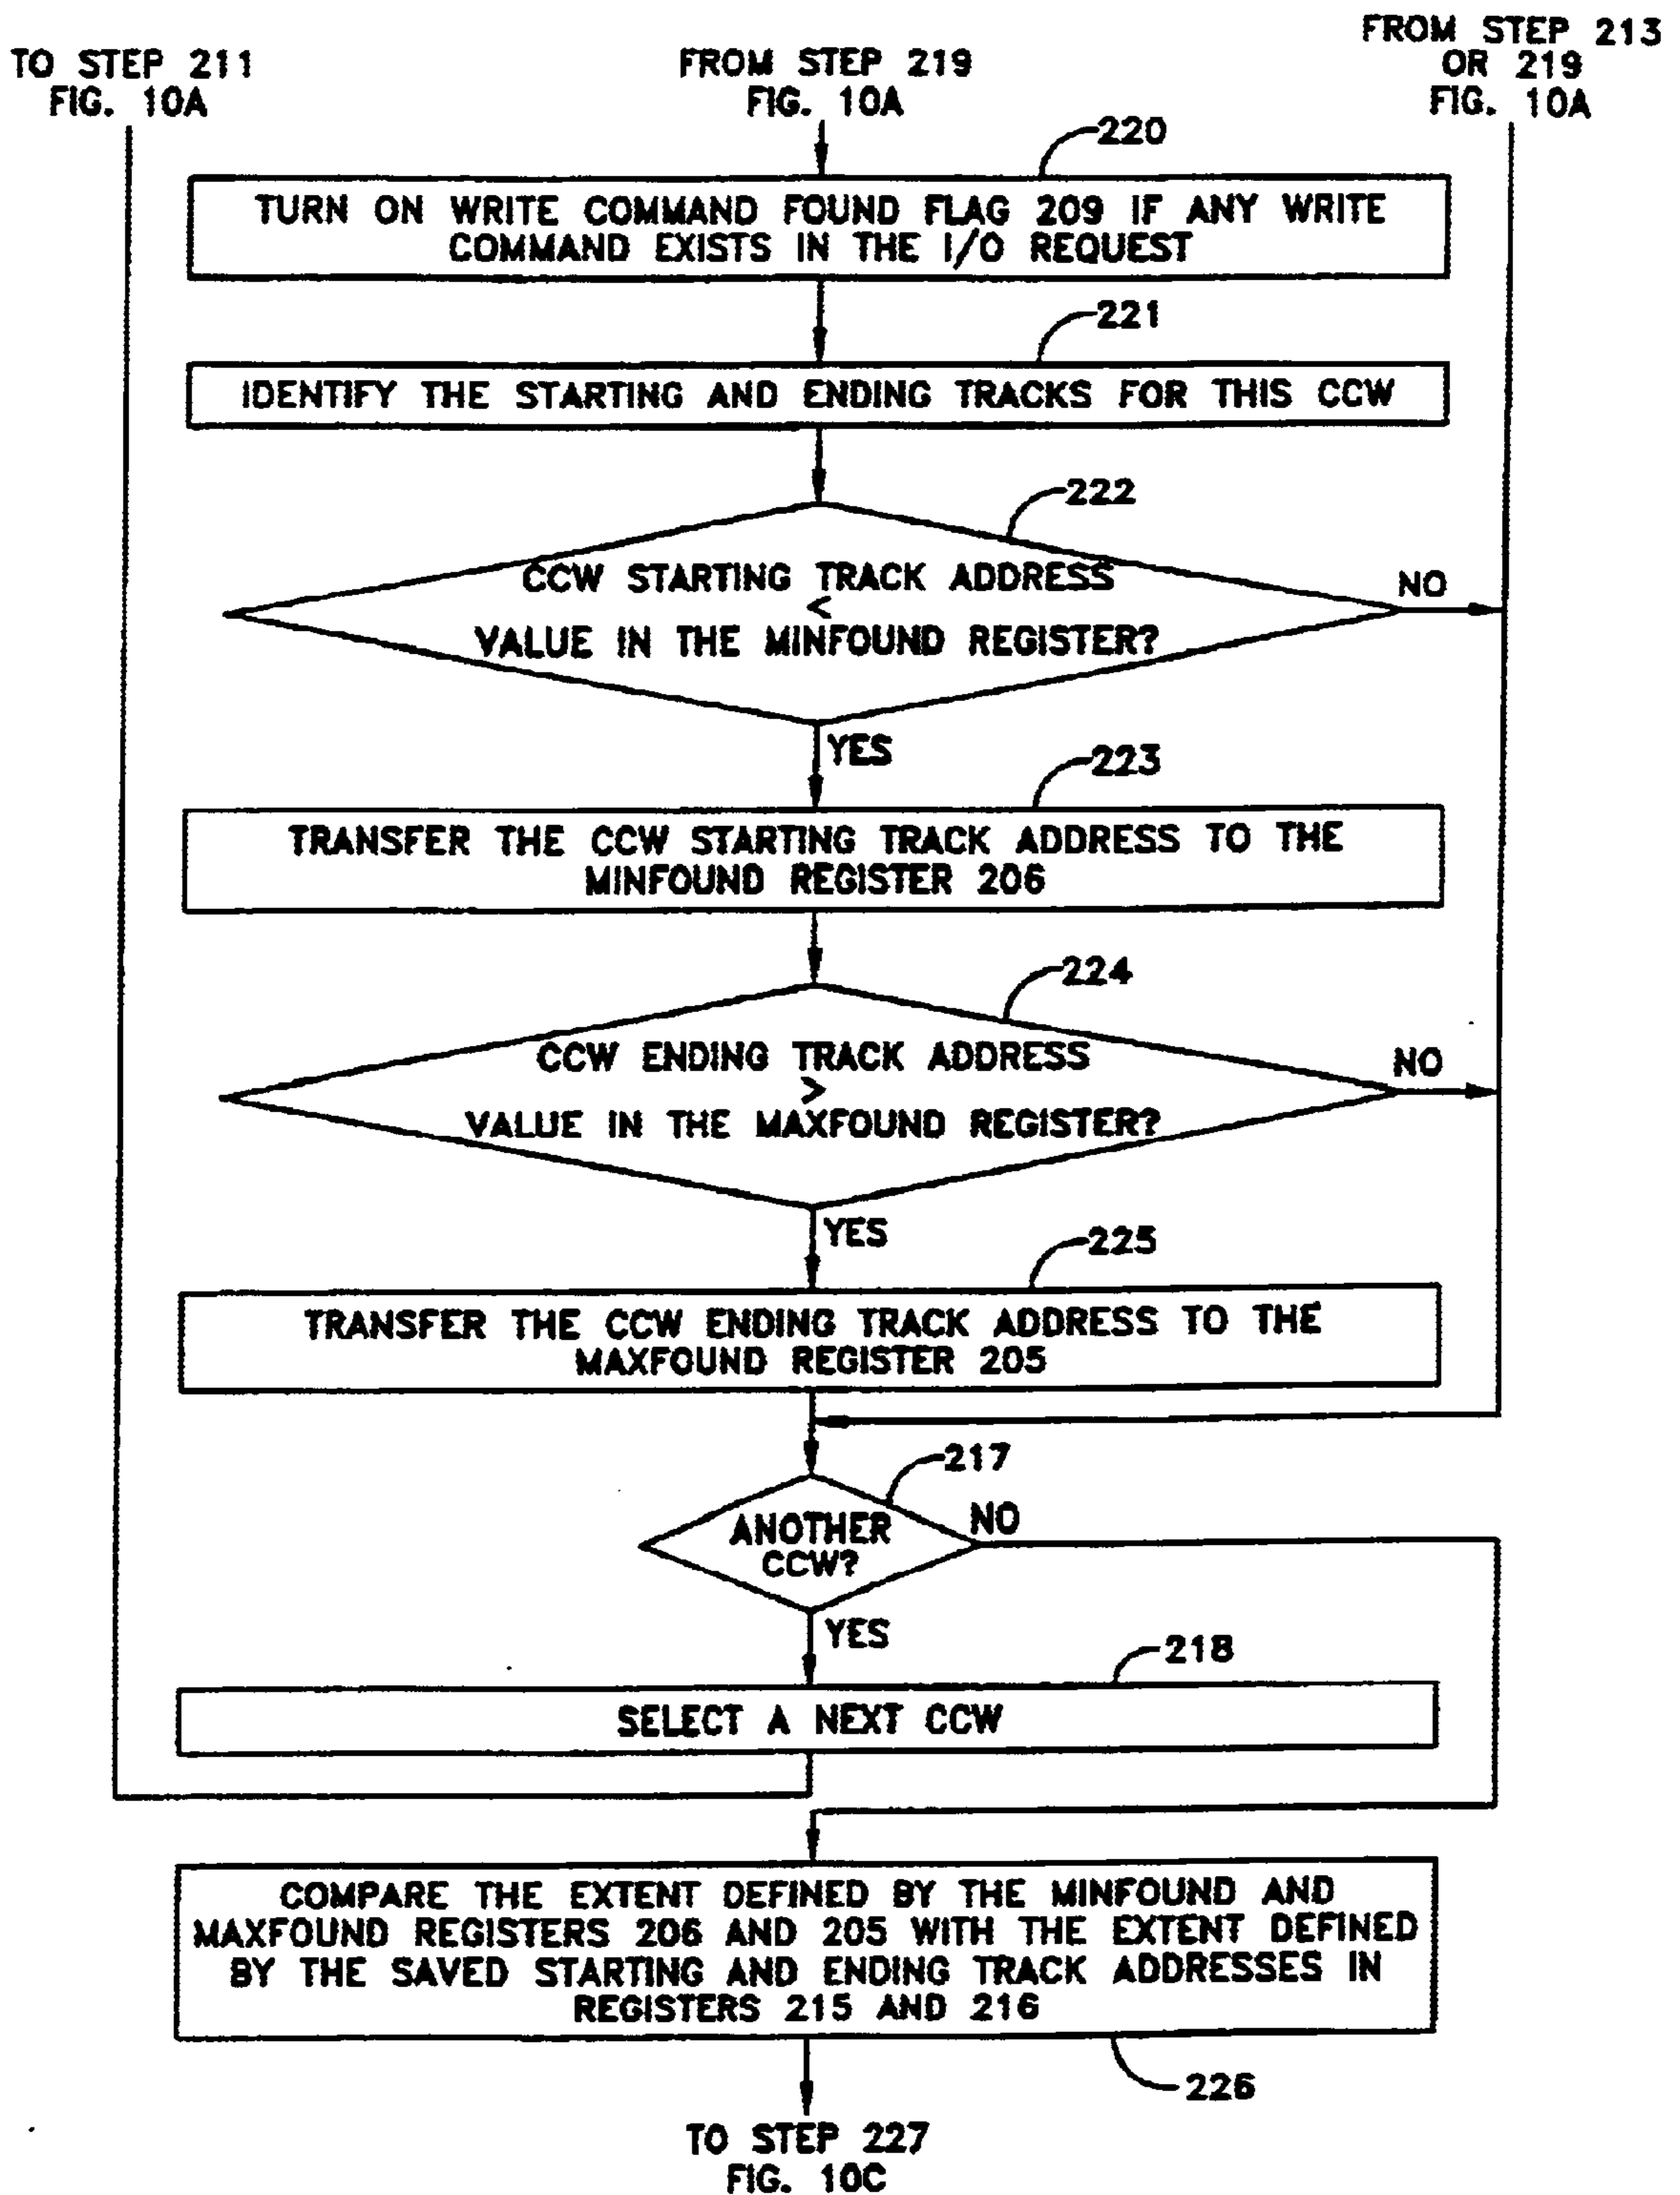 TO STEP 211
FIG. 10A
FROM STEP 219
FIG. 10A
FROM STEP 213
OR 219
FIG. 10A
220
TURN ON WRITE COMMAND FOUND FLAG 209 IF ANY WRITE
COMMAND EXISTS IN THE I/O REQUEST
221
IDENTIFY THE STARTING AND ENDING TRACKS FOR THIS CCW
222
CCW STARTING TRACK ADDRESS
<
VALUE IN THE MINFOUND REGISTER?
NO
YES
223
TRANSFER THE CCW STARTING TRACK ADDRESS TO THE
MINFOUND REGISTER 206
224
CCW ENDING TRACK ADDRESS
>
VALUE IN THE MAXFOUND REGISTER?
NO
YES
225
TRANSFER THE CCW ENDING TRACK ADDRESS TO THE
MAXFOUND REGISTER 205
217
ANOTHER
CCW?
NO
YES
218
SELECT A NEXT CCW
COMPARE THE EXTENT DEFINED BY THE MINFOUND AND
MAXFOUND REGISTERS 206 AND 205 WITH THE EXTENT DEFINED
BY THE SAVED STARTING AND ENDING TRACK ADDRESSES IN
REGISTERS 215 AND 216
226
TO STEP 227
FIG. 10C